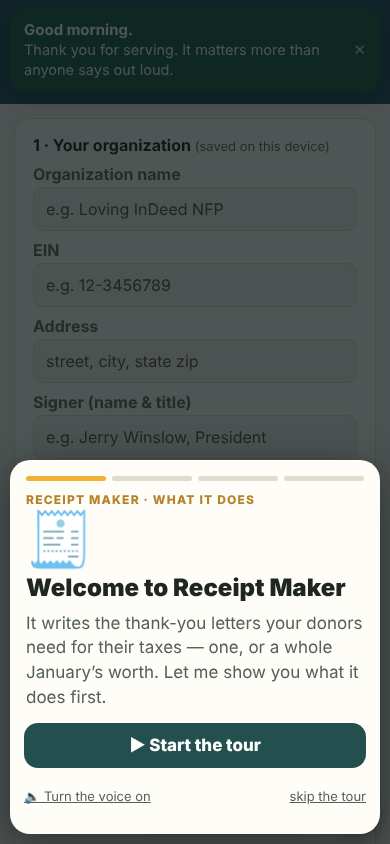 Good morning.
Thank you for serving. It matters more than
anyone says out loud.
×
1 · Your organization (saved on this device)
Organization name
e.g. Loving InDeed NFP
EIN
e.g. 12-3456789
Address
street, city, state zip
Signer (name & title)
e.g. Jerry Winslow, President
RECEIPT MAKER · WHAT IT DOES
Welcome to Receipt Maker
It writes the thank-you letters your donors
need for their taxes — one, or a whole
January’s worth. Let me show you what it
does first.
▶ Start the tour
🔈 Turn the voice on
skip the tour